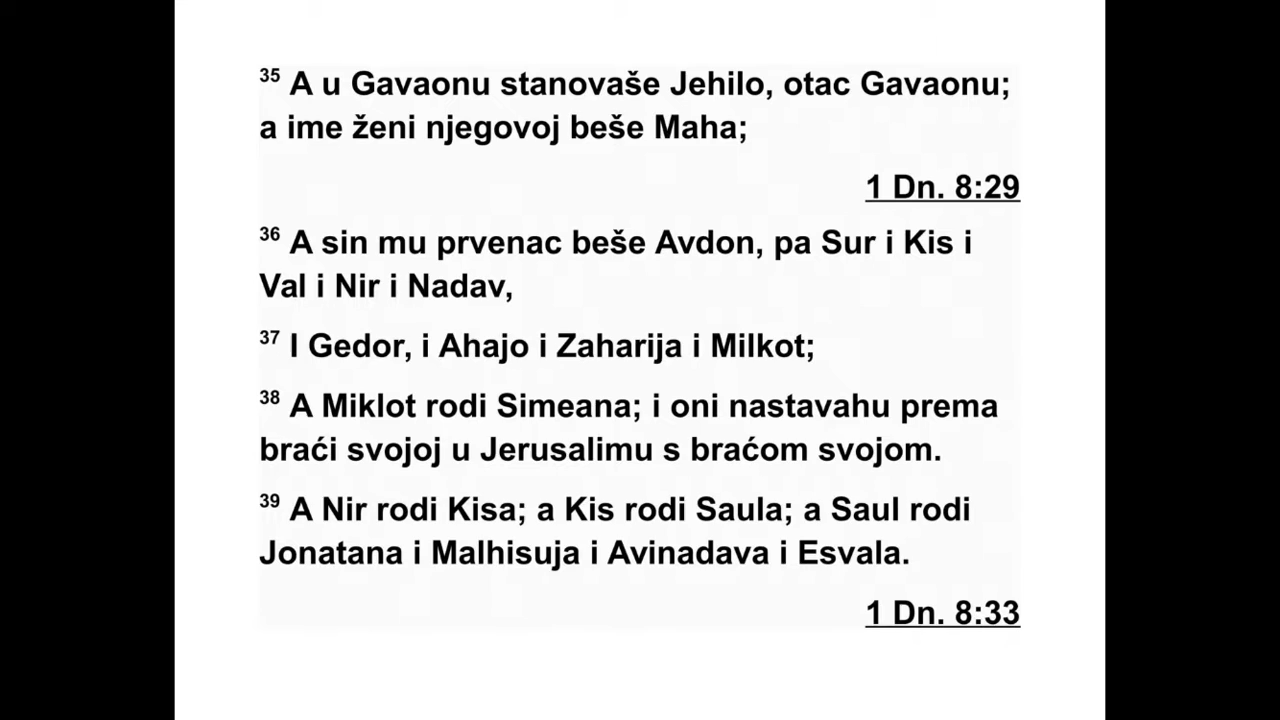 35 A u Gavaonu stanovaše Jehilo, otac Gavaonu;
a ime ženi njegovoj beše Maha;
1 Dn. 8:29
36 A sin mu prvenac beše Avdon, pa Sur i Kis i
Val i Nir i Nadav,
37 I Gedor, i Ahajo i Zaharija i Milkot;
38 A Miklot rodi Simeana; i oni nastavahu prema
braći svojoj u Jerusalimu s braćom svojom.
39 A Nir rodi Kisa; a Kis rodi Saula; a Saul rodi
Jonatana i Malhisuja i Avinadava i Esvala.
1 Dn. 8:33